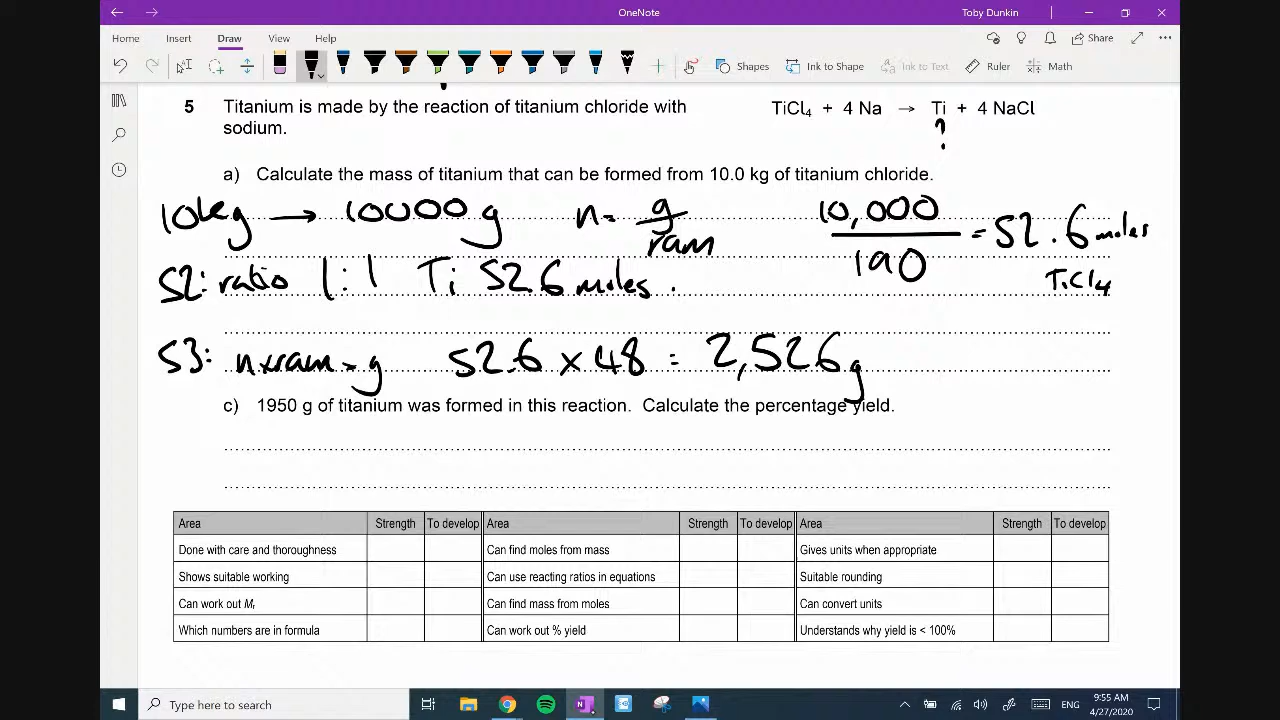 OneNote
Toby Dunkin
Home Insert Draw View Help
Share
Shapes
Ink to Shape
Ink to Text
Ruler
Math
5 Titanium is made by the reaction of titanium chloride with sodium.
TiCl₄ + 4 Na → Ti + 4 NaCl
?
a) Calculate the mass of titanium that can be formed from 10.0 kg of titanium chloride.
10kg → 10000 g n= g/ram 10,000/190 = 52.6 moles
TiCl₄
S2: ratio 1:1 Ti 52.6 moles.
S3: n×ram = g 52.6 × 48 = 2,526g
c) 1950 g of titanium was formed in this reaction. Calculate the percentage yield.
Area Strength To develop Area Strength To develop Area Strength To develop
Done with care and thoroughness Can find moles from mass Gives units when appropriate
Shows suitable working Can use reacting ratios in equations Suitable rounding
Can work out Mr Can find mass from moles Can convert units
Which numbers are in formula Can work out % yield Understands why yield is < 100%
Type here to search
ENG
9:55 AM
4/27/2020